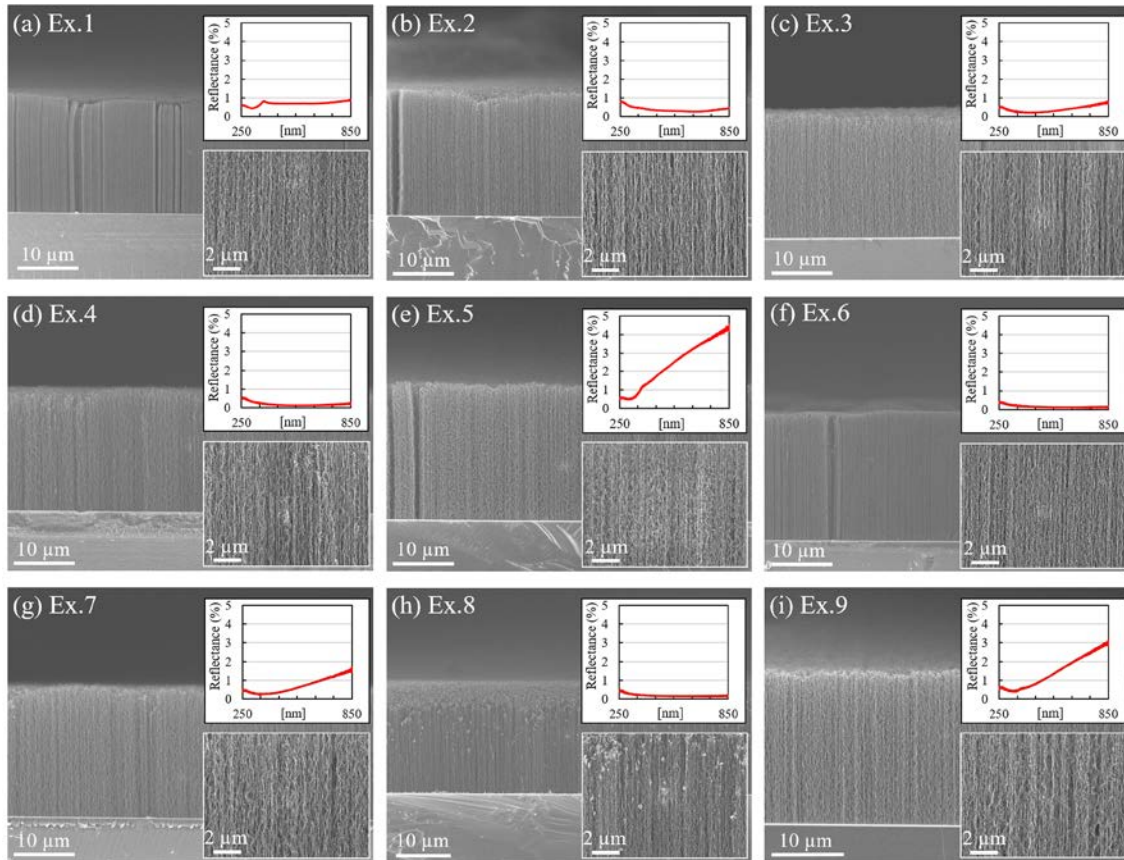 (a) Ex.1
Reflectance (%)
5
4
3
2
1
0
250
[nm]
850
10 µm
2 µm
(b) Ex.2
Reflectance (%)
5
4
3
2
1
0
250
[nm]
850
10 µm
2 µm
(c) Ex.3
Reflectance (%)
5
4
3
2
1
0
250
[nm]
850
10 µm
2 µm
(d) Ex.4
Reflectance (%)
5
4
3
2
1
0
250
[nm]
850
10 µm
2 µm
(e) Ex.5
Reflectance (%)
5
4
3
2
1
0
250
[nm]
850
10 µm
2 µm
(f) Ex.6
Reflectance (%)
5
4
3
2
1
0
250
[nm]
850
10 µm
2 µm
(g) Ex.7
Reflectance (%)
5
4
3
2
1
0
250
[nm]
850
10 µm
2 µm
(h) Ex.8
Reflectance (%)
5
4
3
2
1
0
250
[nm]
850
10 µm
2 µm
(i) Ex.9
Reflectance (%)
5
4
3
2
1
0
250
[nm]
850
10 µm
2 µm